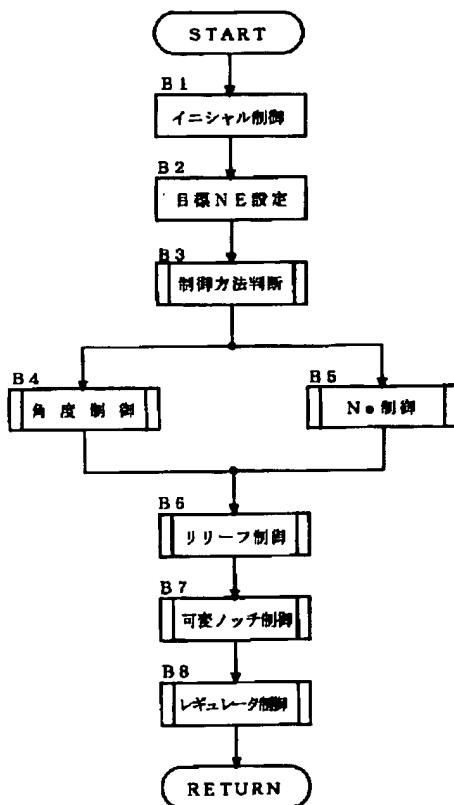 START
B1
イニシャル制御
B2
目標NE設定
B3
制御方法判断
B4
角度制御
B5
Ne制御
B6
リリーフ制御
B7
可変ノッチ制御
B8
レギュレータ制御
RETURN